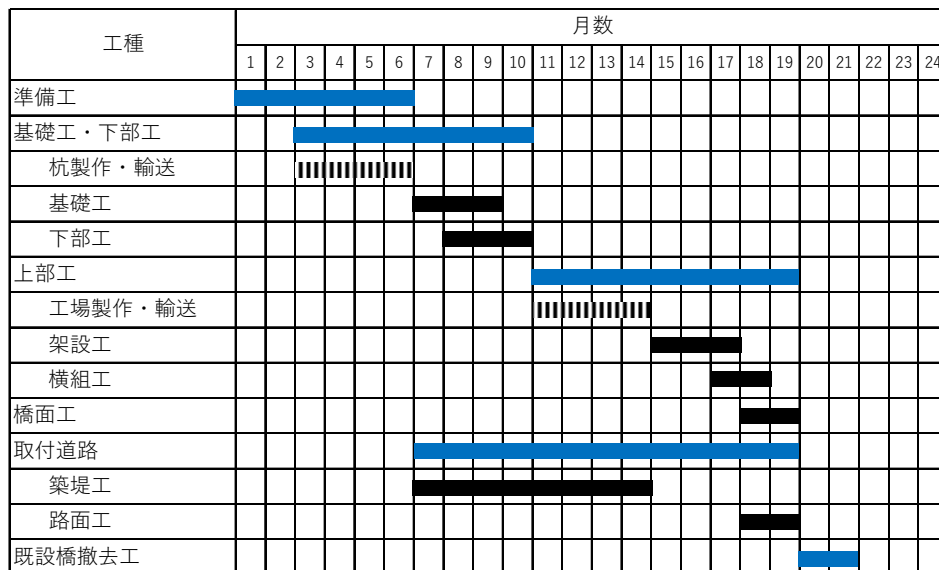 工種
月数
1 2 3 4 5 6 7 8 9 10 11 12 13 14 15 16 17 18 19 20 21 22 23 24
準備工
基礎工・下部工
杭製作・輸送
基礎工
下部工
上部工
工場製作・輸送
架設工
横組工
橋面工
取付道路
築堤工
路面工
既設橋撤去工